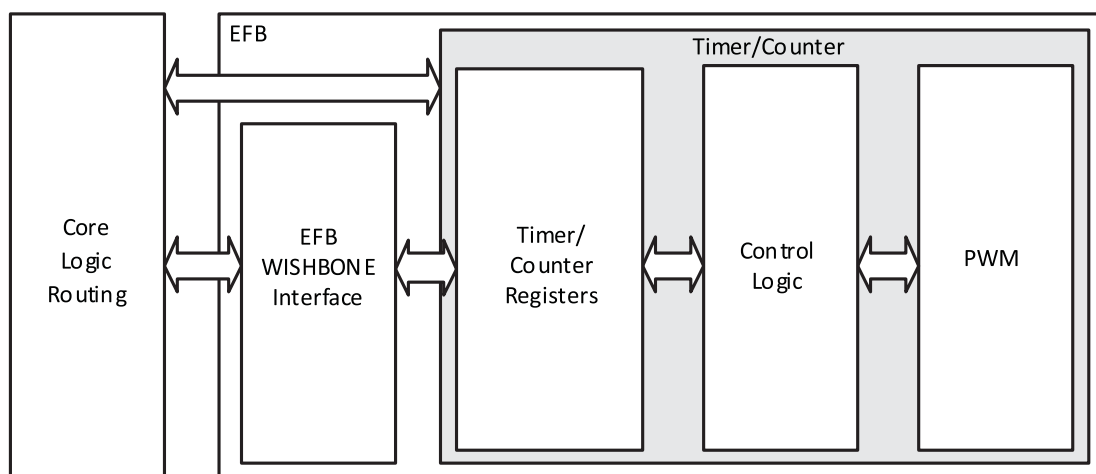 EFB
Timer/Counter
Core
Logic
Routing
EFB
WISHBONE
Interface
Timer/
Counter
Registers
Control
Logic
PWM